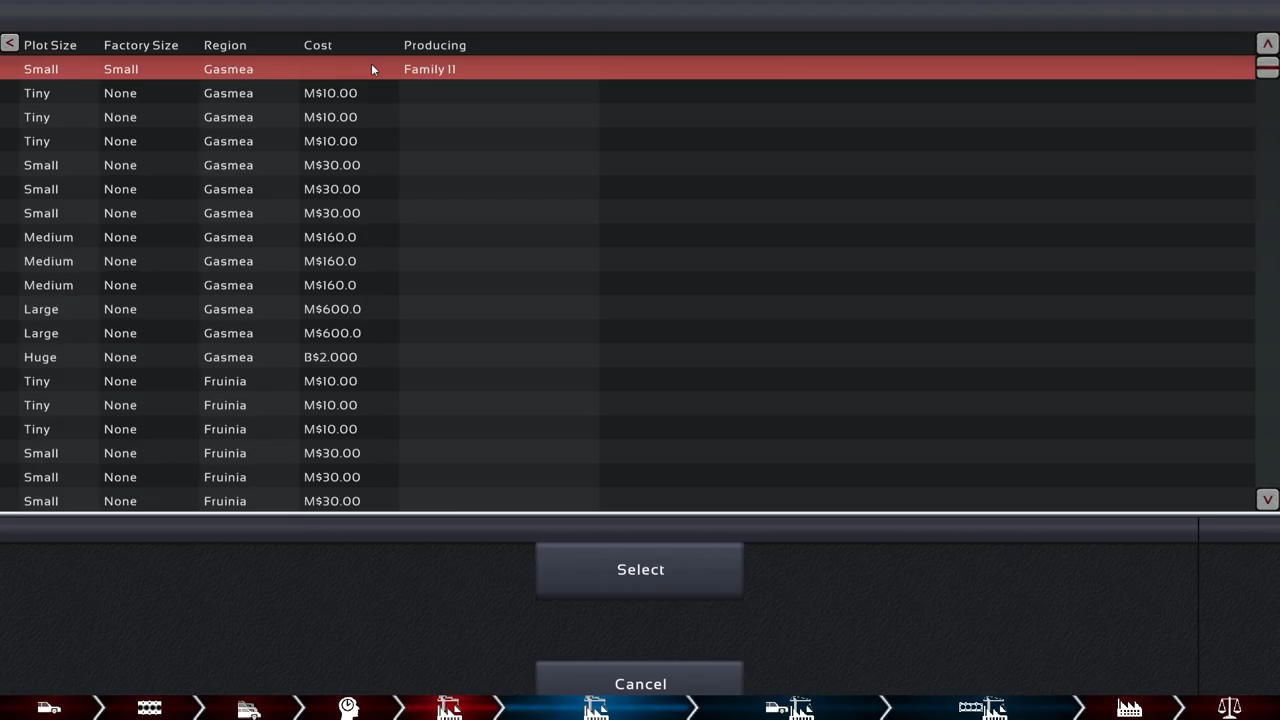 < Plot Size Factory Size Region Cost Producing
Small Small Gasmea Family 11
Tiny None Gasmea M$10.00
Tiny None Gasmea M$10.00
Tiny None Gasmea M$10.00
Small None Gasmea M$30.00
Small None Gasmea M$30.00
Small None Gasmea M$30.00
Medium None Gasmea M$160.0
Medium None Gasmea M$160.0
Medium None Gasmea M$160.0
Large None Gasmea M$600.0
Large None Gasmea M$600.0
Huge None Gasmea B$2.000
Tiny None Fruinia M$10.00
Tiny None Fruinia M$10.00
Tiny None Fruinia M$10.00
Small None Fruinia M$30.00
Small None Fruinia M$30.00
Small None Fruinia M$30.00
Select
Cancel